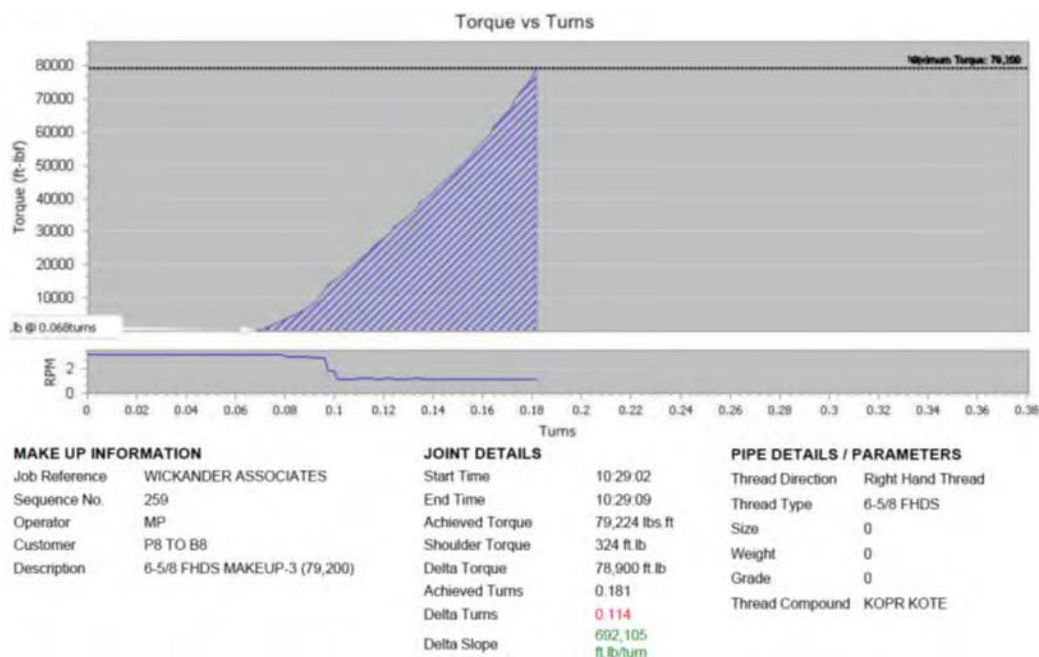 Torque vs Turns
Maximum Torque: 79,200
80000
70000
60000
50000
40000
30000
20000
10000
Torque (ft-lbf)
.b @ 0.068turns
RPM
2
0
0 0.02 0.04 0.06 0.08 0.1 0.12 0.14 0.16 0.18 0.2 0.22 0.24 0.26 0.28 0.3 0.32 0.34 0.36 0.38
Turns
MAKE UP INFORMATION
Job Reference WICKANDER ASSOCIATES
Sequence No. 259
Operator MP
Customer P8 TO B8
Description 6-5/8 FHDS MAKEUP-3 (79,200)
JOINT DETAILS
Start Time 10:29:02
End Time 10:29:09
Achieved Torque 79,224 lbs.ft
Shoulder Torque 324 ft.lb
Delta Torque 78,900 ft.lb
Achieved Turns 0.181
Delta Turns 0.114
Delta Slope 692,105
ft.lb/turn
PIPE DETAILS / PARAMETERS
Thread Direction Right Hand Thread
Thread Type 6-5/8 FHDS
Size 0
Weight 0
Grade 0
Thread Compound KOPR KOTE